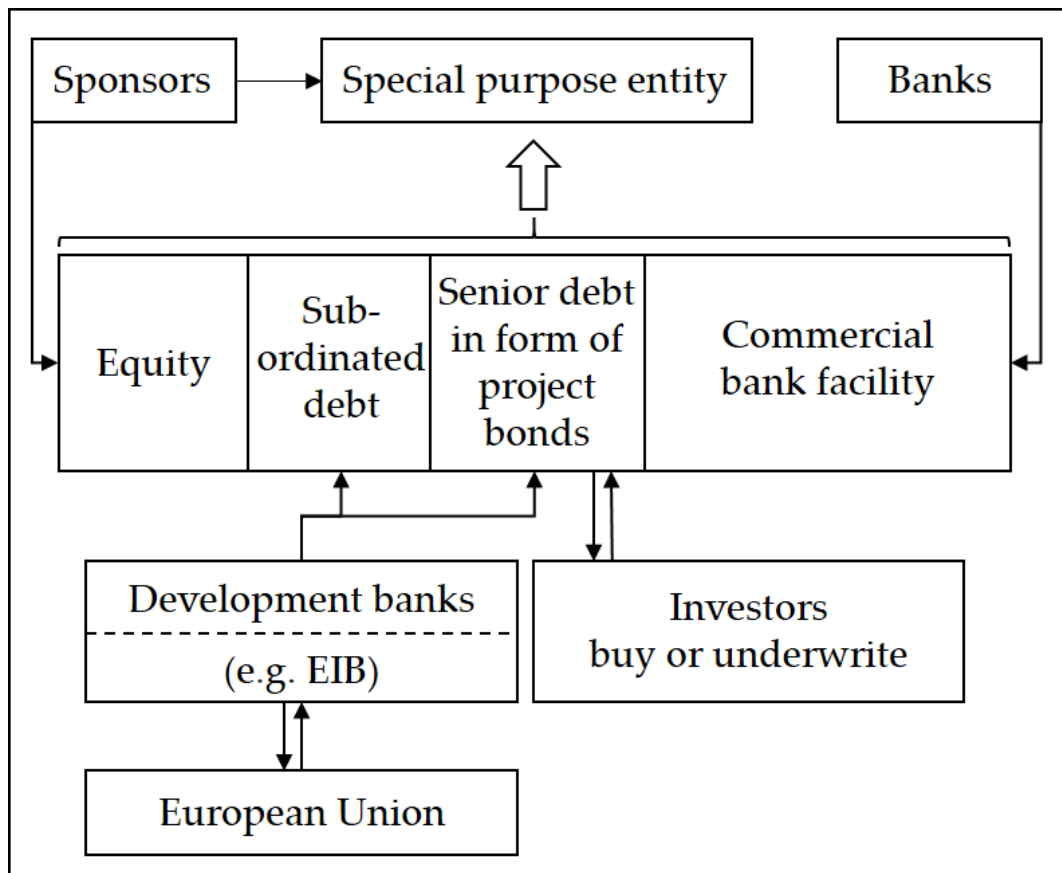 Sponsors
Special purpose entity
Banks
Equity
Sub-
ordinated
debt
Senior debt
in form of
project
bonds
Commercial
bank facility
Development banks
(e.g. EIB)
Investors
buy or underwrite
European Union